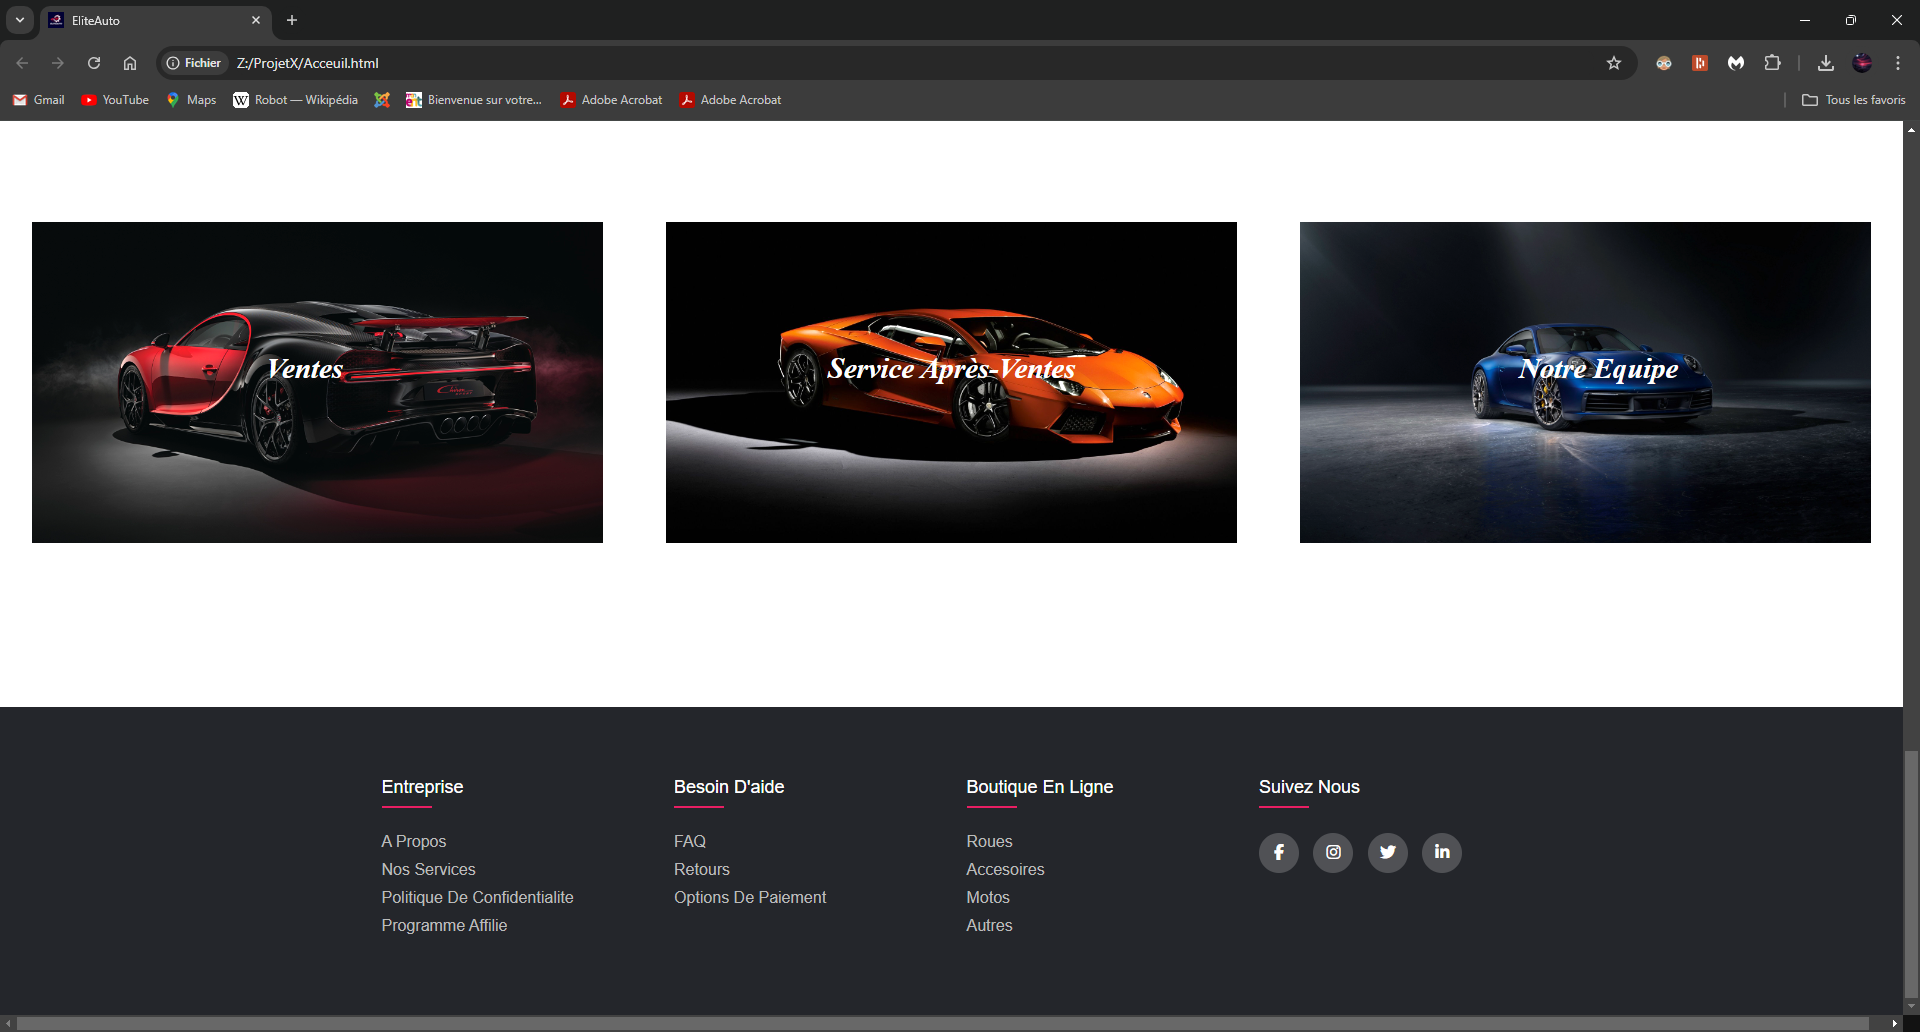 EliteAuto
Fichier Z:/ProjetX/Acceuil.html
Gmail YouTube Maps Robot — Wikipédia Bienvenue sur votre... Adobe Acrobat Adobe Acrobat Tous les favoris
Ventes Service Après-Ventes Notre Equipe
Entreprise
A Propos
Nos Services
Politique De Confidentialite
Programme Affilie
Besoin D'aide
FAQ
Retours
Options De Paiement
Boutique En Ligne
Roues
Accesoires
Motos
Autres
Suivez Nous